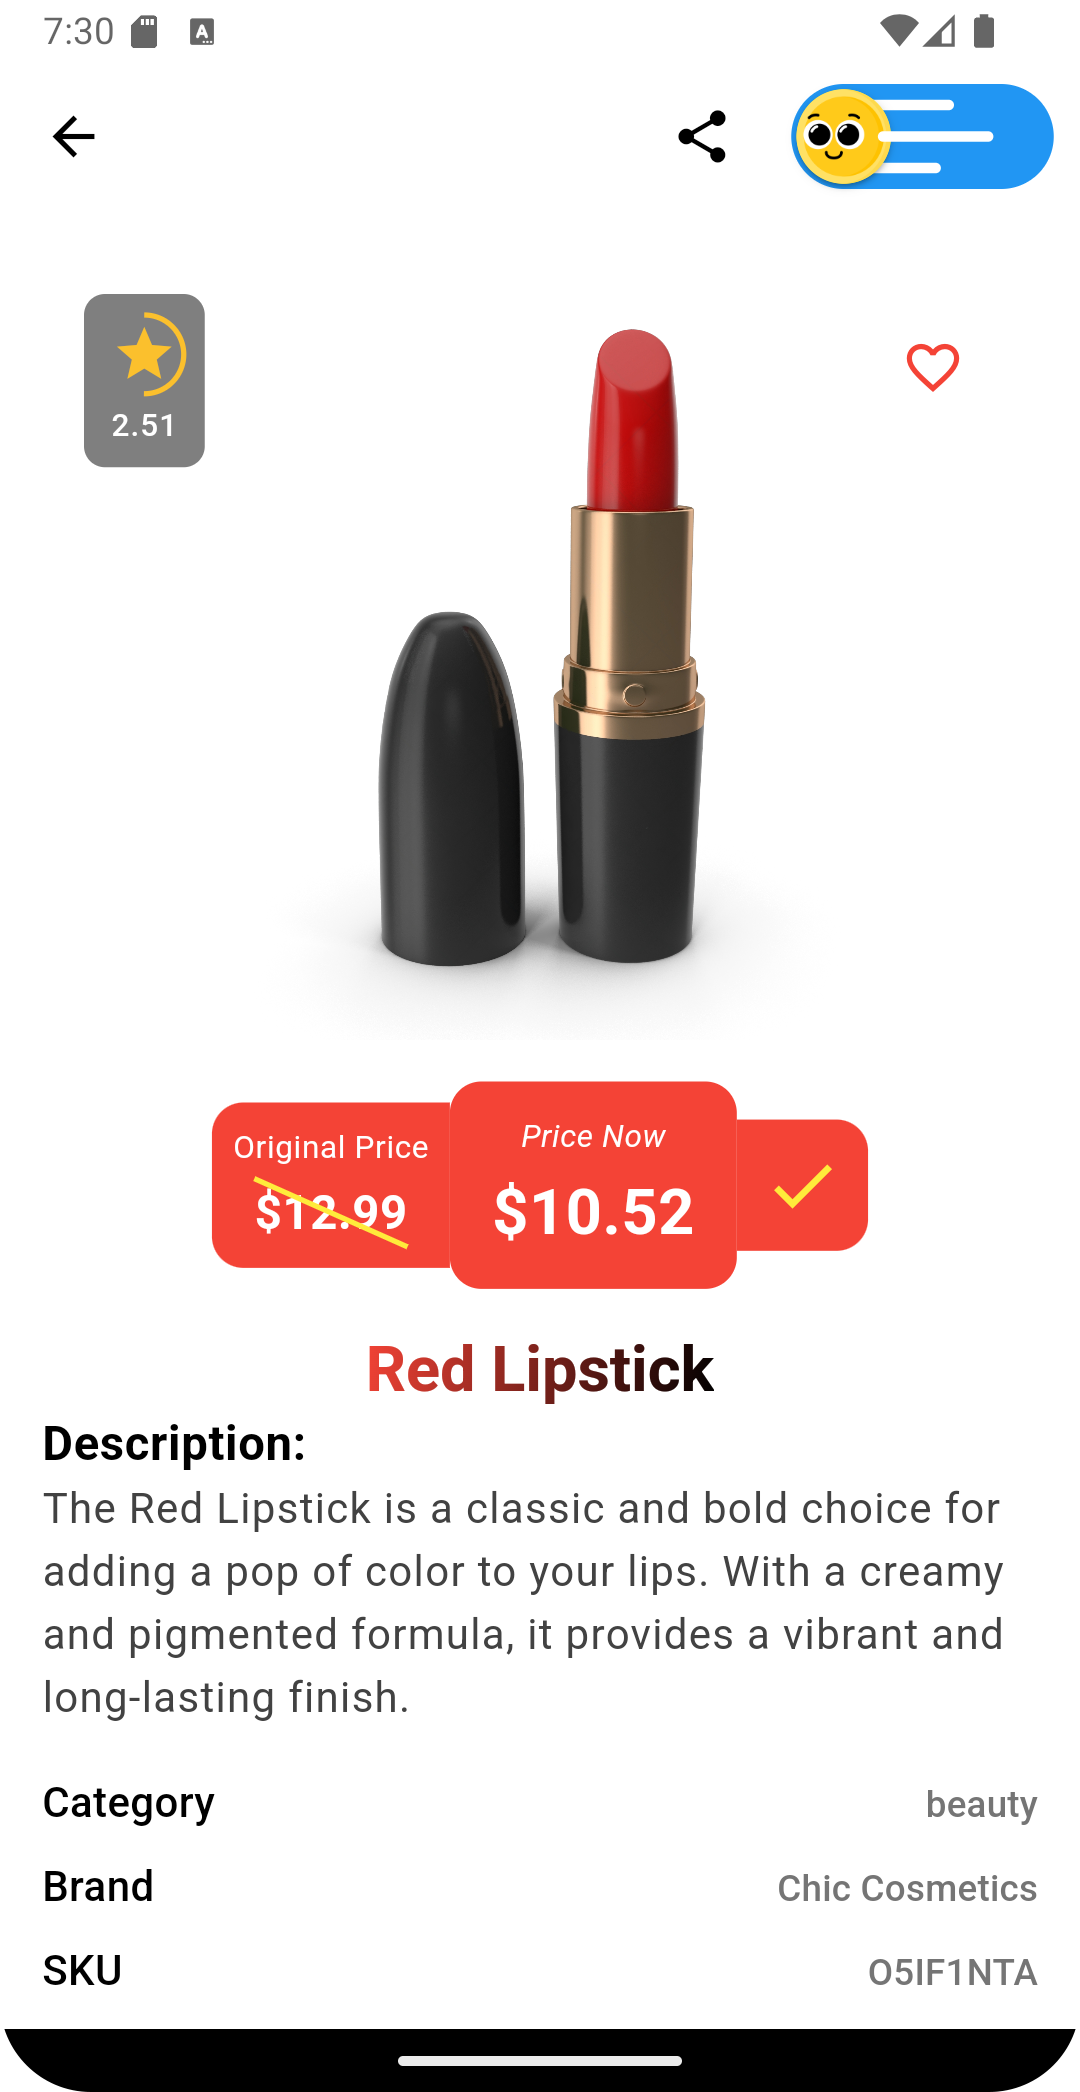 7:30
A
2.51
Original Price
$12.99
Price Now
$10.52
Red Lipstick
Description:
The Red Lipstick is a classic and bold choice for
adding a pop of color to your lips. With a creamy
and pigmented formula, it provides a vibrant and
long-lasting finish.
Category beauty
Brand Chic Cosmetics
SKU O5IF1NTA